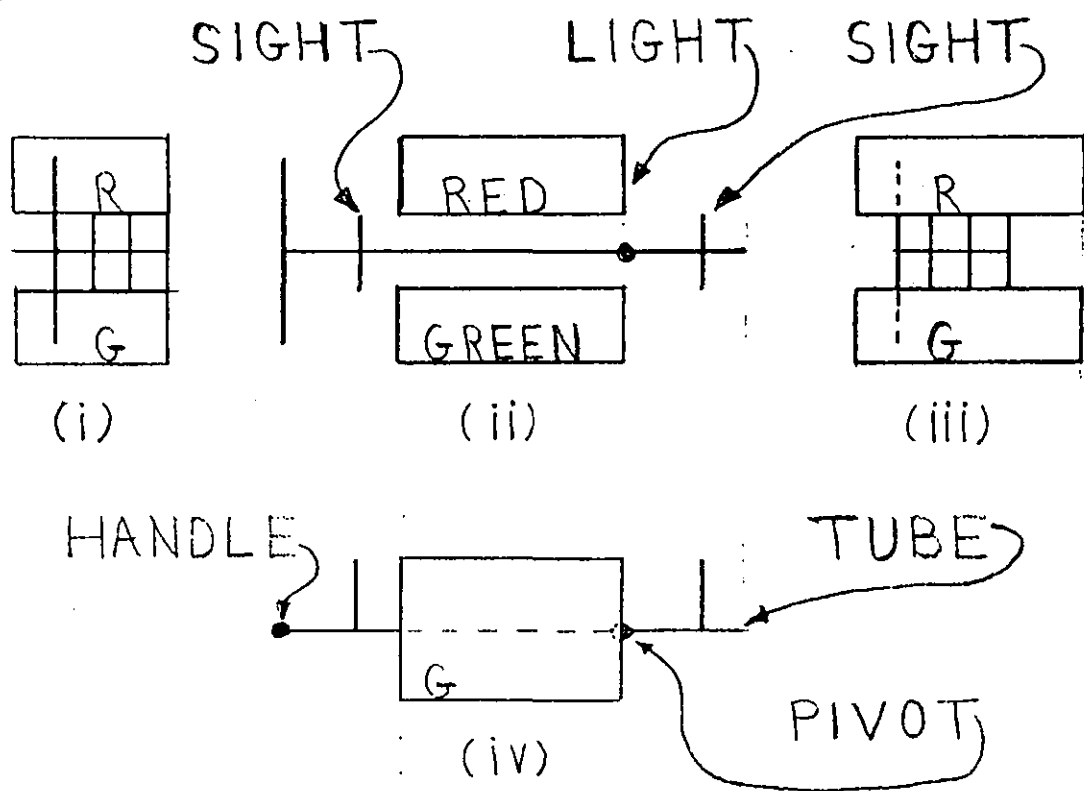 SIGHT LIGHT SIGHT
R RED R
G GREEN G
(i) (ii) (iii)
HANDLE TUBE
G
PIVOT
(iv)